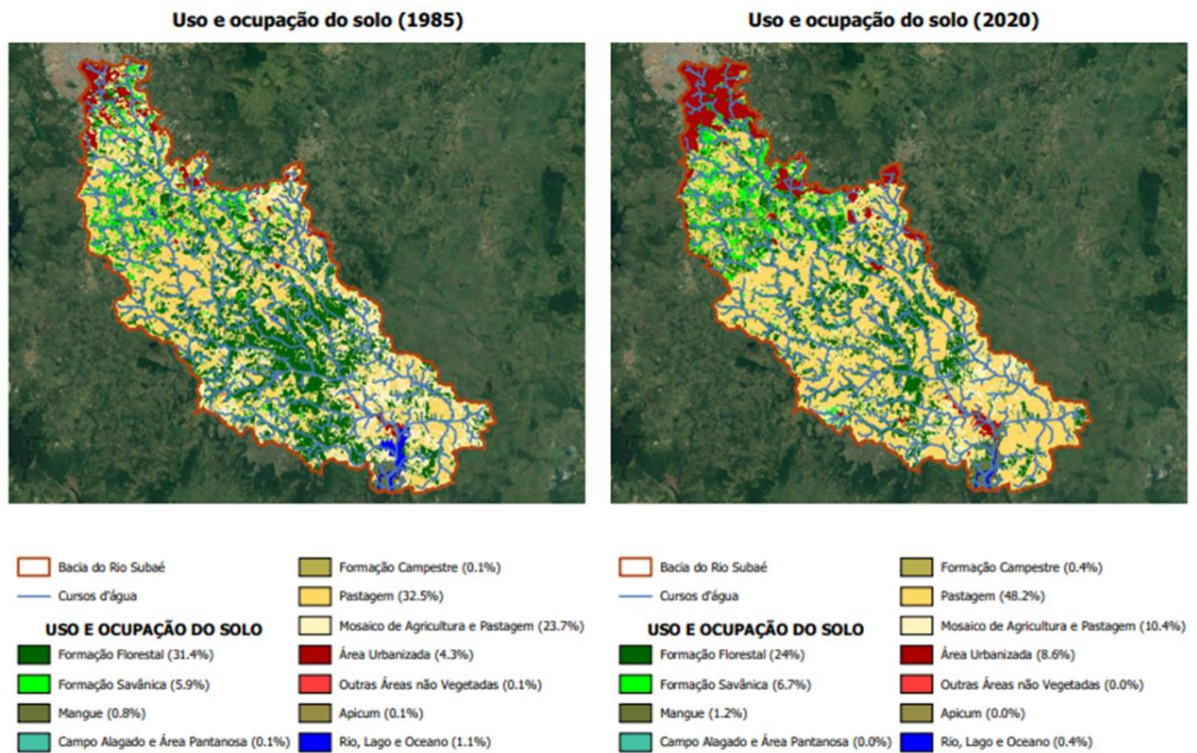 Uso e ocupação do solo (1985)
Bacia do Rio Subaé
Cursos d'água
USO E OCUPAÇÃO DO SOLO
Formação Florestal (31.4%)
Formação Savânica (5.9%)
Mangue (0.8%)
Campo Alagado e Área Pantanosa (0.1%)
Formação Campestre (0.1%)
Pastagem (32.5%)
Mosaico de Agricultura e Pastagem (23.7%)
Área Urbanizada (4.3%)
Outras Áreas não Vegetadas (0.1%)
Apicum (0.1%)
Rio, Lago e Oceano (1.1%)
Uso e ocupação do solo (2020)
Bacia do Rio Subaé
Cursos d'água
USO E OCUPAÇÃO DO SOLO
Formação Florestal (24%)
Formação Savânica (6.7%)
Mangue (1.2%)
Campo Alagado e Área Pantanosa (0.0%)
Formação Campestre (0.4%)
Pastagem (48.2%)
Mosaico de Agricultura e Pastagem (10.4%)
Área Urbanizada (8.6%)
Outras Áreas não Vegetadas (0.0%)
Apicum (0.0%)
Rio, Lago e Oceano (0.4%)